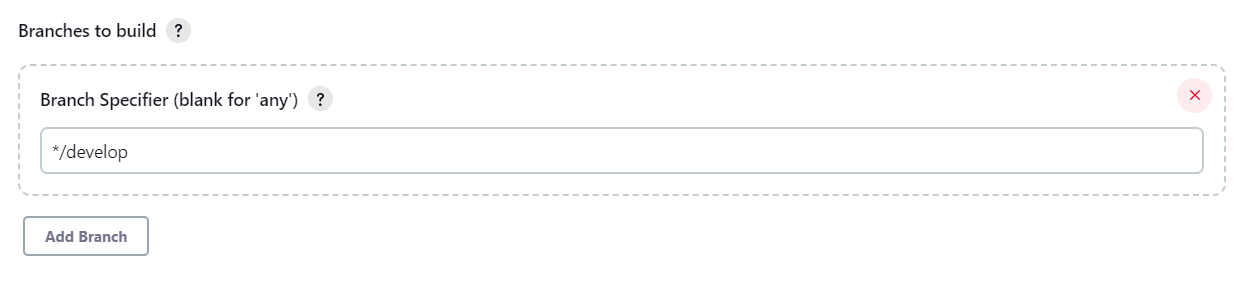 Branches to build ?
Branch Specifier (blank for 'any') ?
*/develop
Add Branch